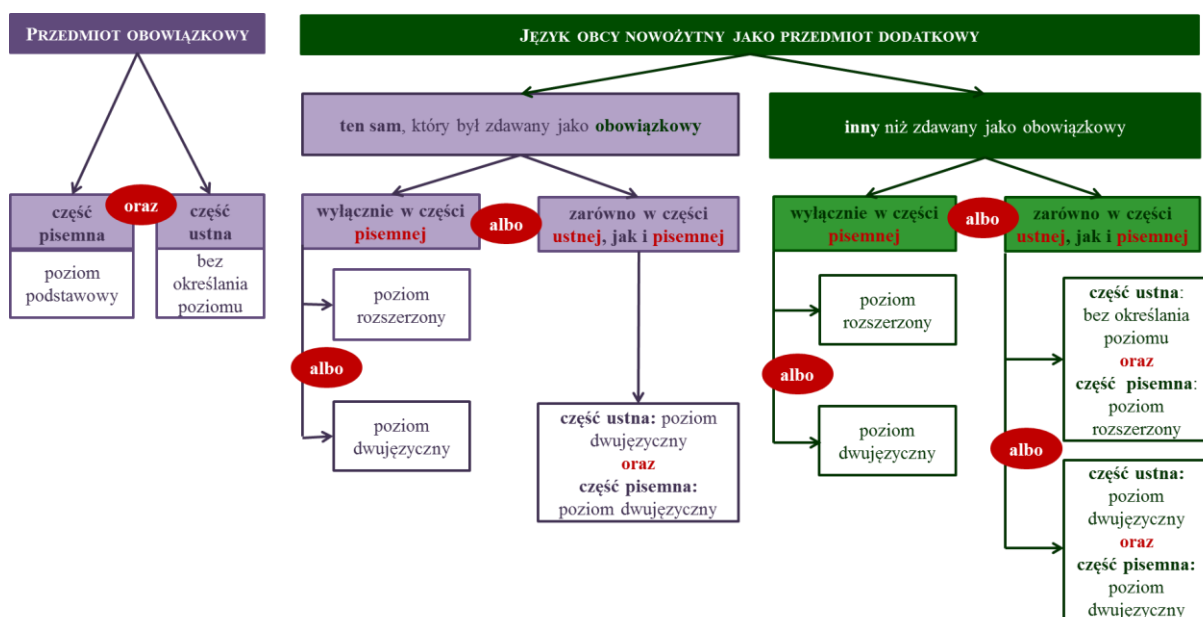 PRZEDMIOT OBOWIĄZKOWY
część
pisemna
oraz
część
ustna
poziom
podstawowy
bez
określania
poziomu
JĘZYK OBCY NOWOŻYTNY JAKO PRZEDMIOT DODATKOWY
ten sam, który był zdawany jako obowiązkowy
wyłącznie w części
pisemnej
albo
zarówno w części
ustnej, jak i pisemnej
poziom
rozszerzony
albo
poziom
dwujęzyczny
część ustna: poziom
dwujęzyczny
oraz
część pisemna:
poziom dwujęzyczny
inny niż zdawany jako obowiązkowy
wyłącznie w części
pisemnej
albo
zarówno w części
ustnej, jak i pisemnej
poziom
rozszerzony
albo
poziom
dwujęzyczny
część ustna:
bez określania
poziomu
oraz
część pisemna:
poziom
rozszerzony
albo
część ustna:
poziom
dwujęzyczny
oraz
część pisemna:
poziom
dwujęzyczny